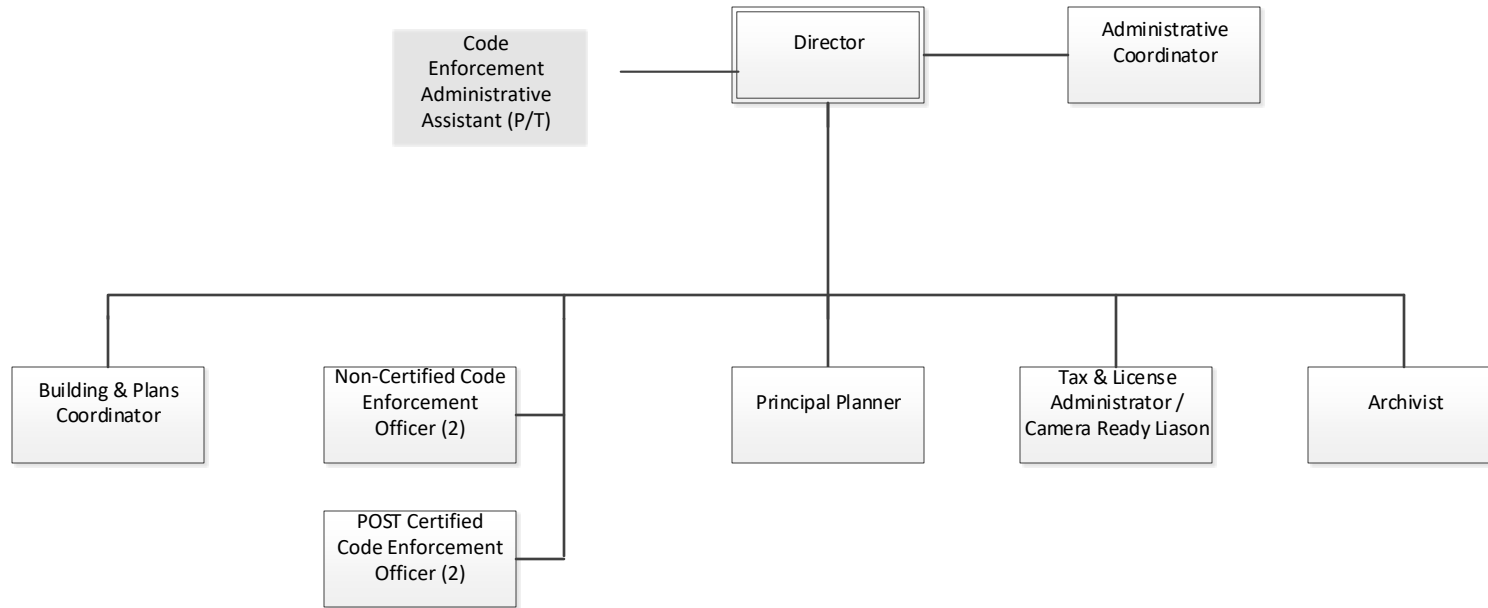 Code
Enforcement
Administrative
Assistant (P/T)
Director
Administrative
Coordinator
Building & Plans
Coordinator
Non-Certified Code
Enforcement
Officer (2)
POST Certified
Code Enforcement
Officer (2)
Principal Planner
Tax & License
Administrator /
Camera Ready Liason
Archivist